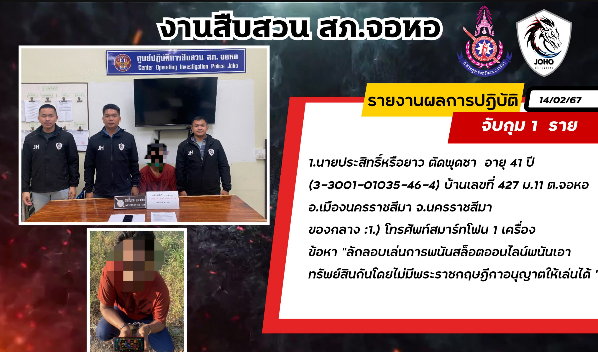 งานสืบสวน สภ.จอหอ
ศูนย์ปฏิบัติการสืบสวน สภ. จอหอ
Center Operating Investigation Police Joho
JOHO
รายงานผลการปฏิบัติ
14/02/67
จับกุม 1 ราย
JH
JH
JH
1.นายประสิทธิ์หรือยาว ตัดพุดซา อายุ 41 ปี
(3-3001-01035-46-4) บ้านเลขที่ 427 ม.11 ต.จอหอ
อ.เมืองนครราชสีมา จ.นครราชสีมา
ของกลาง :1.) โทรศัพท์สมาร์ทโฟน 1 เครื่อง
ข้อหา "ลักลอบเล่นการพนันสล็อตออนไลน์พนันเอา
ทรัพย์สินกันโดยไม่มีพระราชกฤษฎีกาอนุญาตให้เล่นได้ "